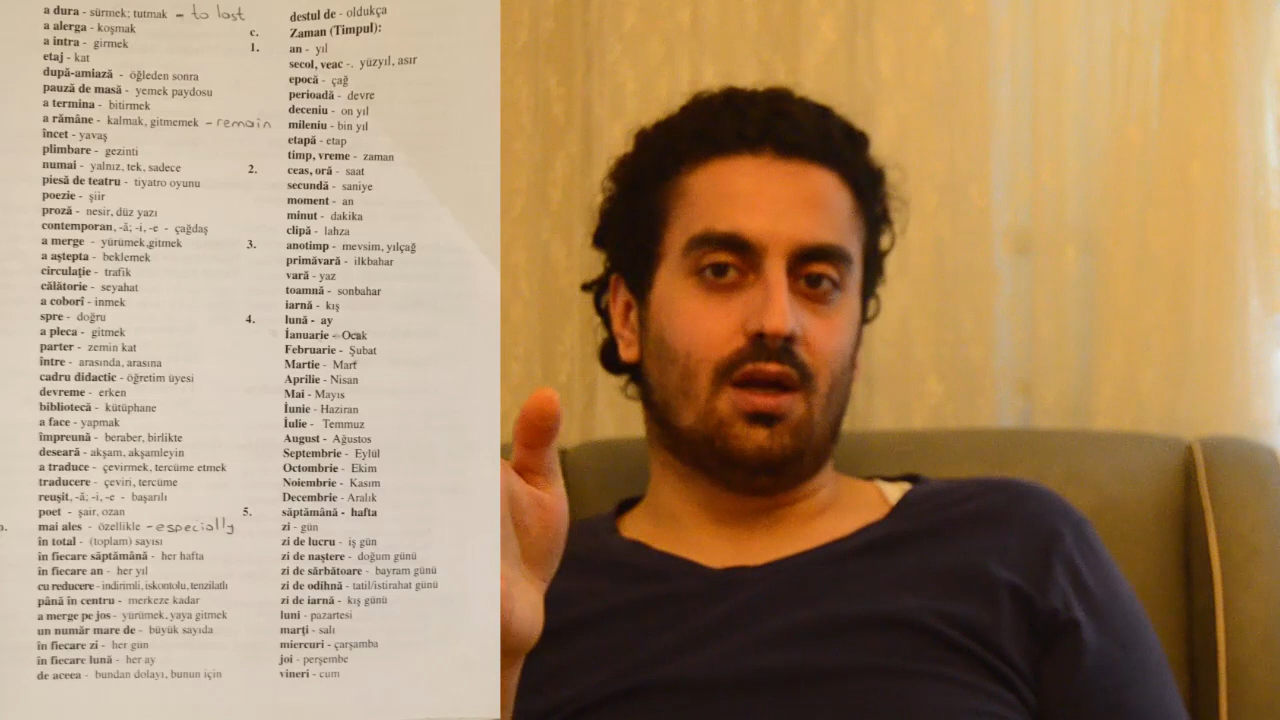 a dura - sürmek; tutmak - to last
a alerga - koşmak
a intra - girmek
etaj - kat
după-amiază - öğleden sonra
pauză de masă - yemek paydosu
a termina - bitirmek
a rămâne - kalmak, gitmemek - remain
încet - yavaş
plimbare - gezinti
numai - yalnız, tek, sadece
piesă de teatru - tiyatro oyunu
poezie - şiir
proză - nesir, düz yazı
contemporan, -ă; -i, -e - çağdaş
a merge - yürümek,gitmek
a aştepta - beklemek
circulaţie - trafik
călătorie - seyahat
a coborî - inmek
spre - doğru
a pleca - gitmek
parter - zemin kat
între - arasında, arasına
cadru didactic - öğretim üyesi
devreme - erken
bibliotecă - kütüphane
a face - yapmak
împreună - beraber, birlikte
deseară - akşam, akşamleyin
a traduce - çevirmek, tercüme etmek
traducere - çeviri, tercüme
reuşit, -ă; -i, -e - başarılı
poet - şair, ozan
mai ales - özellikle - especially
în total - (toplam) sayısı
în fiecare săptămână - her hafta
în fiecare an - her yıl
cu reducere - indirimli, iskontolu, tenzilatlı
până în centru - merkeze kadar
a merge pe jos - yürümek, yaya gitmek
un număr mare de - büyük sayıda
în fiecare zi - her gün
în fiecare lună - her ay
de aceea - bundan dolayı, bunun için
destul de - oldukça
c. Zaman (Timpul):
1. an - yıl
secol, veac -. yüzyıl, asır
epocă - çağ
perioadă - devre
deceniu - on yıl
mileniu - bin yıl
etapă - etap
timp, vreme - zaman
2. ceas, oră - saat
secundă - saniye
moment - an
minut - dakika
clipă - lahza
3. anotimp - mevsim, yılçağ
primăvară - ilkbahar
vară - yaz
toamnă - sonbahar
iarnă - kış
4. lună - ay
İanuarie - Ocak
Februarie - Şubat
Martie - Mart
Aprilie - Nisan
Mai - Mayıs
İunie - Haziran
İulie - Temmuz
August - Ağustos
Septembrie - Eylül
Octombrie - Ekim
Noiembrie - Kasım
Decembrie - Aralık
5. săptămână - hafta
zi - gün
zi de lucru - iş gün
zi de naştere - doğum günü
zi de sărbătoare - bayram günü
zi de odihnă - tatil/istirahat günü
zi de iarnă - kış günü
luni - pazartesi
marţi - salı
miercuri - çarşamba
joi - perşembe
vineri - cum